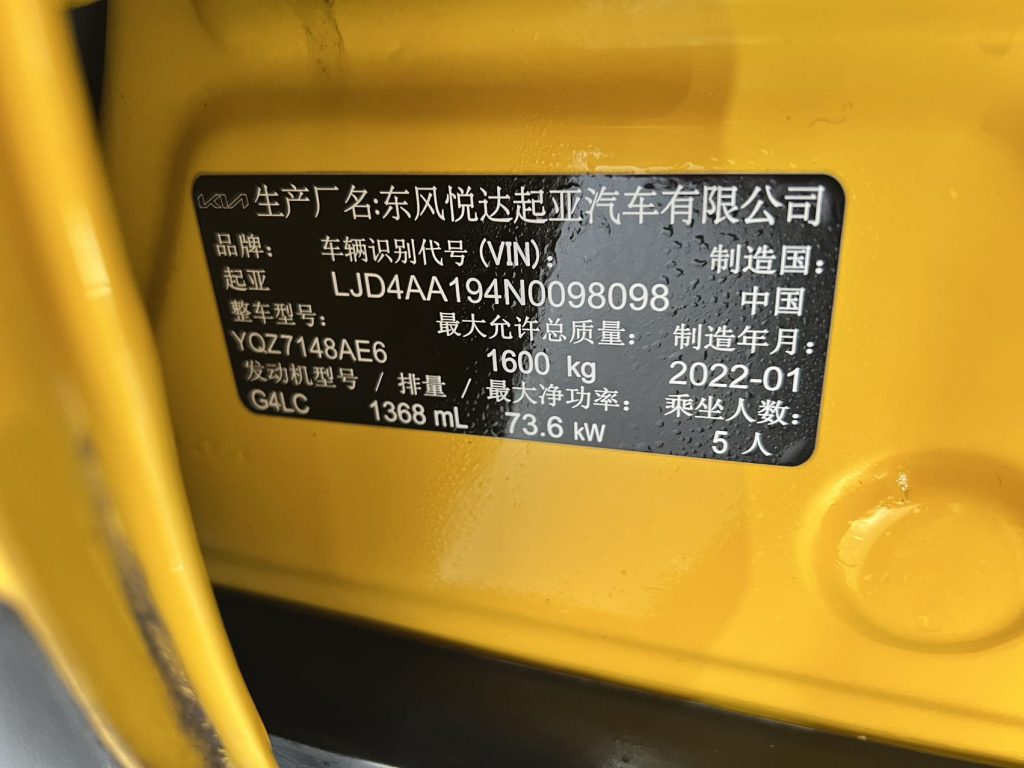 KIA 生产厂名:东风悦达起亚汽车有限公司
品牌: 车辆识别代号(VIN): 制造国:
起亚 LJD4AA194N0098098 中国
整车型号: 最大允许总质量: 制造年月:
YQZ7148AE6 1600 kg 2022-01
发动机型号 / 排量 / 最大净功率: 乘坐人数:
G4LC 1368 mL 73.6 kW 5 人